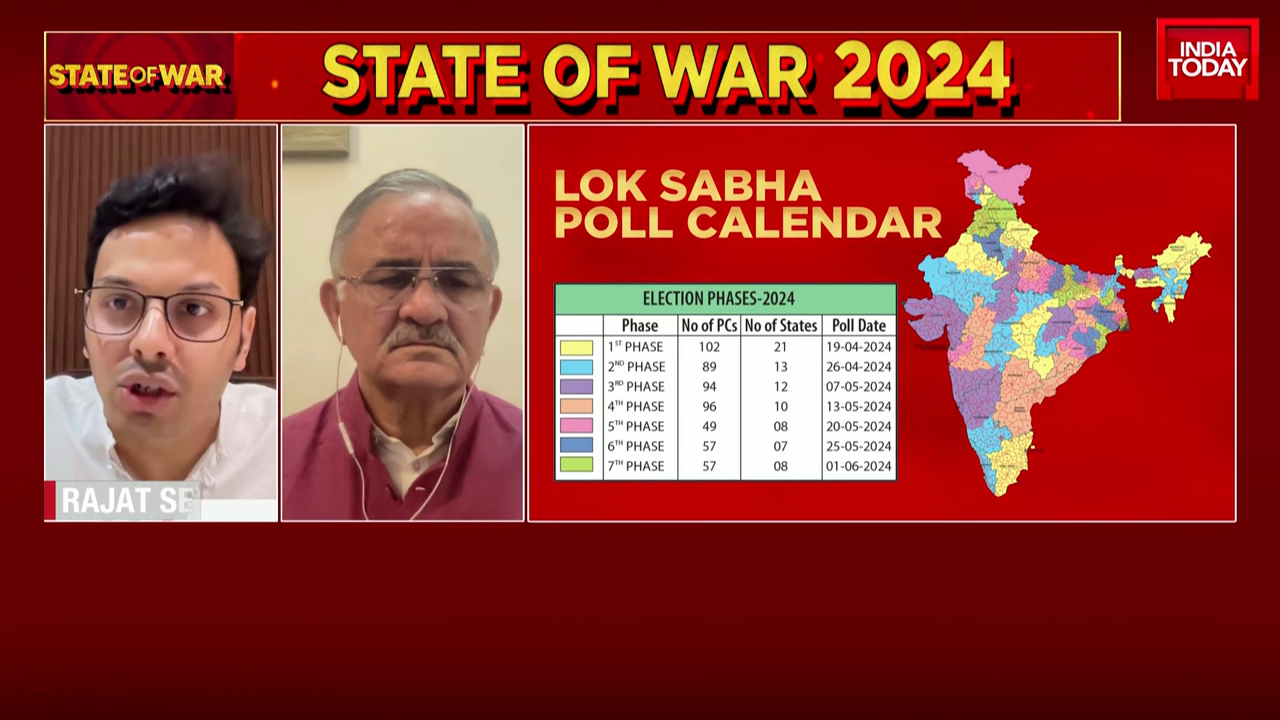 STATE OF WAR
STATE OF WAR 2024
INDIA
TODAY
LOK SABHA
POLL CALENDAR
ELECTION PHASES-2024
Phase No of PCs No of States Poll Date
1ST PHASE 102 21 19-04-2024
2ND PHASE 89 13 26-04-2024
3RD PHASE 94 12 07-05-2024
4TH PHASE 96 10 13-05-2024
5TH PHASE 49 08 20-05-2024
6TH PHASE 57 07 25-05-2024
7TH PHASE 57 08 01-06-2024
RAJAT SE